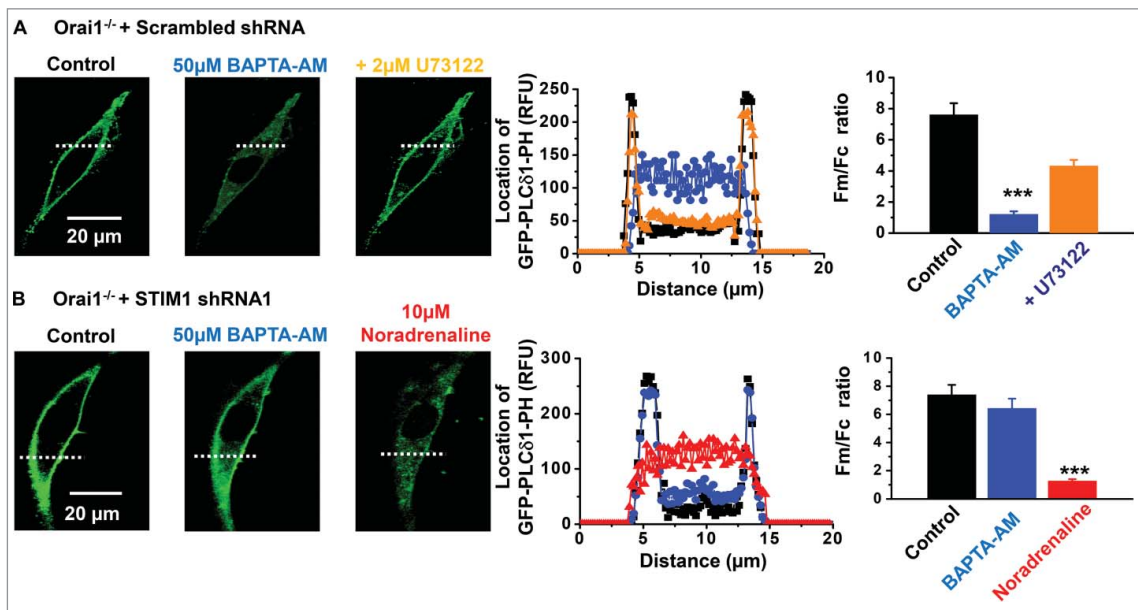 A Orai1-/- + Scrambled shRNA
Control
50µM BAPTA-AM
+ 2µM U73122
20 µm
Location of
GFP-PLCδ1-PH (RFU)
250
200
150
100
50
0
0 5 10 15 20
Distance (µm)
Fm/Fc ratio
10
8
6
4
2
0
***
Control
BAPTA-AM
+ U73122
B Orai1-/- + STIM1 shRNA1
Control
50µM BAPTA-AM
10µM
Noradrenaline
20 µm
Location of
GFP-PLCδ1-PH (RFU)
300
200
100
0
0 5 10 15 20
Distance (µm)
Fm/Fc ratio
10
8
6
4
2
0
***
Control
BAPTA-AM
Noradrenaline